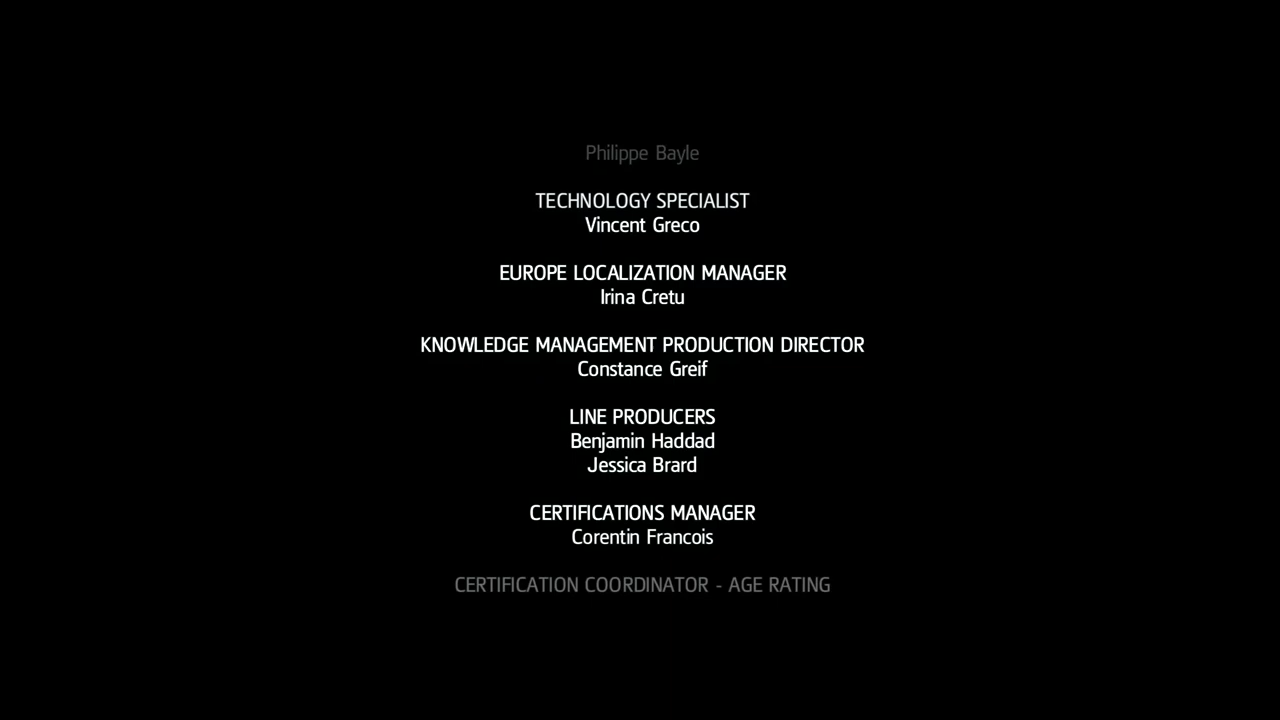 Philippe Bayle
TECHNOLOGY SPECIALIST
Vincent Greco
EUROPE LOCALIZATION MANAGER
Irina Cretu
KNOWLEDGE MANAGEMENT PRODUCTION DIRECTOR
Constance Greif
LINE PRODUCERS
Benjamin Haddad
Jessica Brard
CERTIFICATIONS MANAGER
Corentin Francois
CERTIFICATION COORDINATOR - AGE RATING